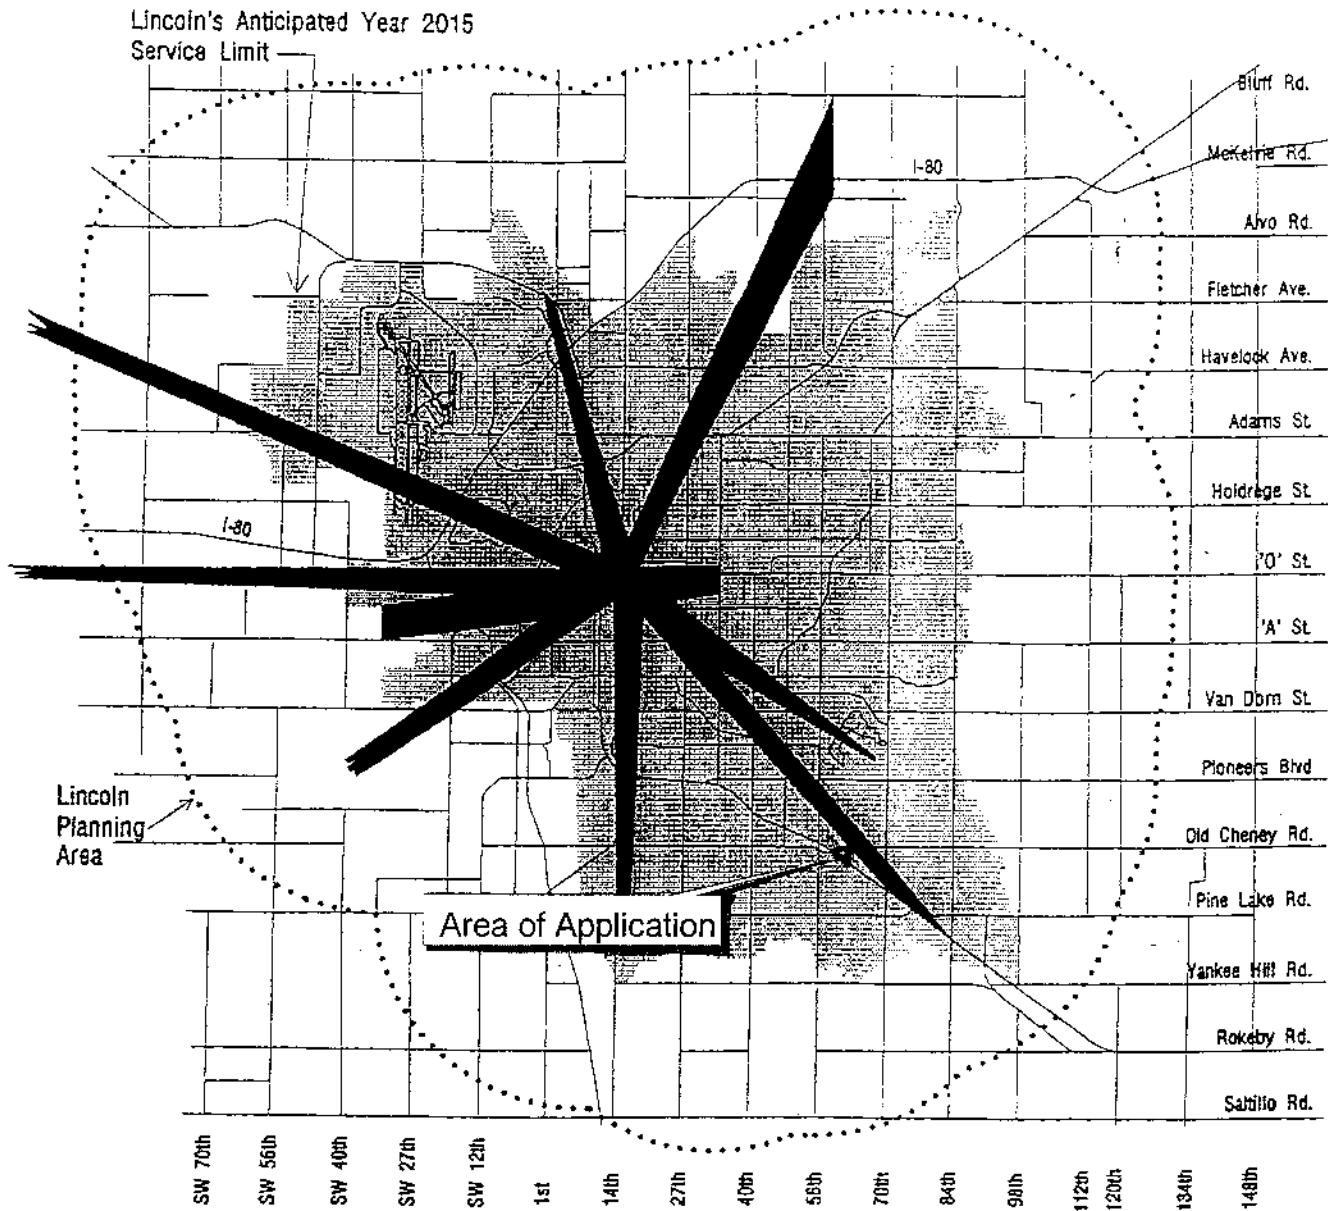 Lincoln's Anticipated Year 2015
Service Limit
Bluff Rd.
I-80
McKelvie Rd.
Alvo Rd.
Fletcher Ave.
Havelock Ave.
Adams St.
Holdrege St.
I-80
'O' St.
'A' St.
Van Dorn St.
Pioneers Blvd
Lincoln
Planning
Area
Old Cheney Rd.
Pine Lake Rd.
Area of Application
Yankee Hill Rd.
Rokeby Rd.
Saltillo Rd.
SW 70th
SW 56th
SW 40th
SW 27th
SW 12th
1st
14th
27th
40th
56th
70th
84th
98th
112th
120th
134th
148th